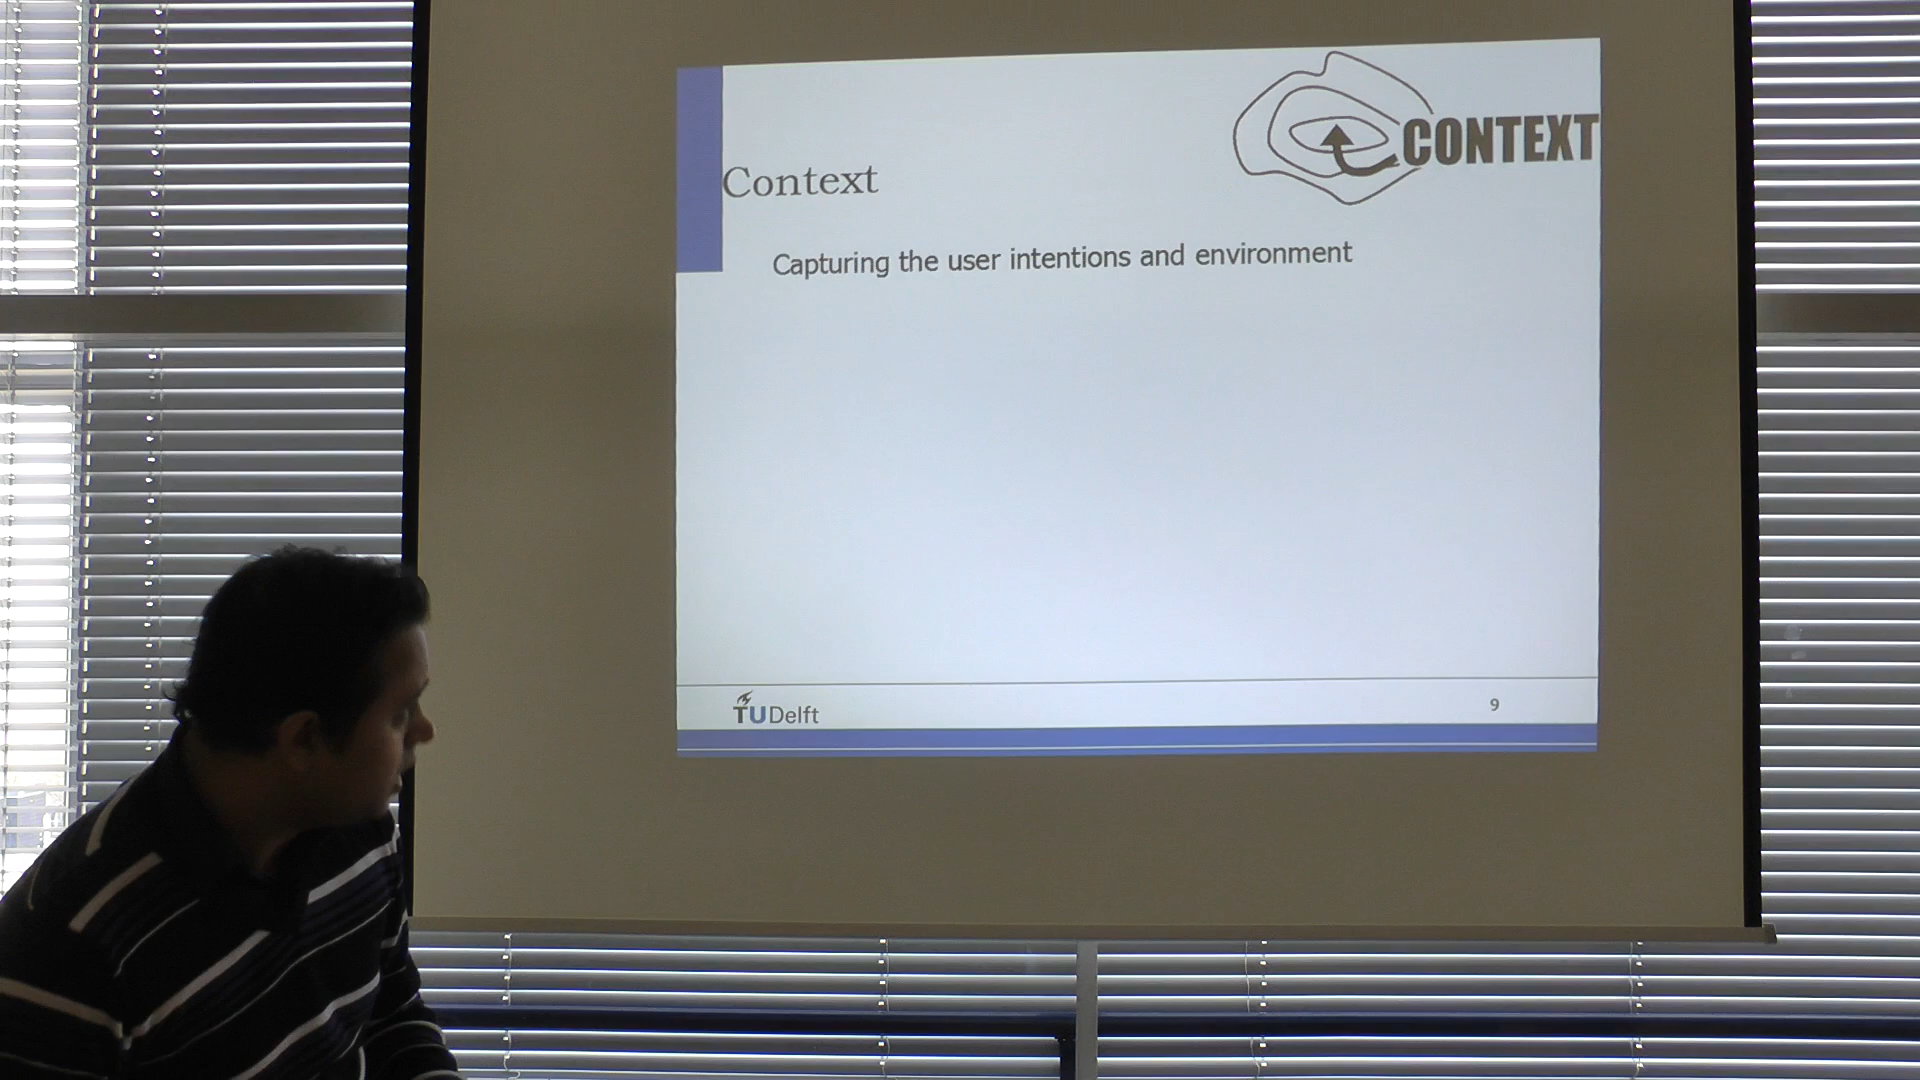 CONTEXT
Context
Capturing the user intentions and environment
TUDelft
9